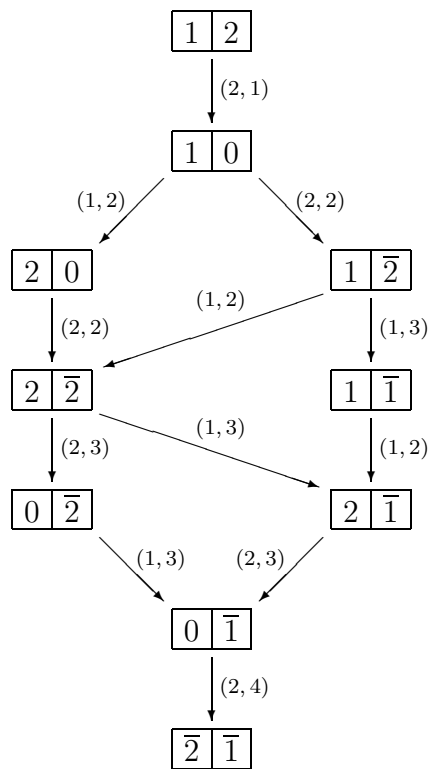 1 2
(2, 1)
1 0
(1, 2) (2, 2)
2 0 1 2̅
(1, 2)
(2, 2) (1, 3)
2 2̅ 1 1̅
(1, 3)
(2, 3) (1, 2)
0 2̅ 2 1̅
(1, 3) (2, 3)
0 1̅
(2, 4)
2̅ 1̅